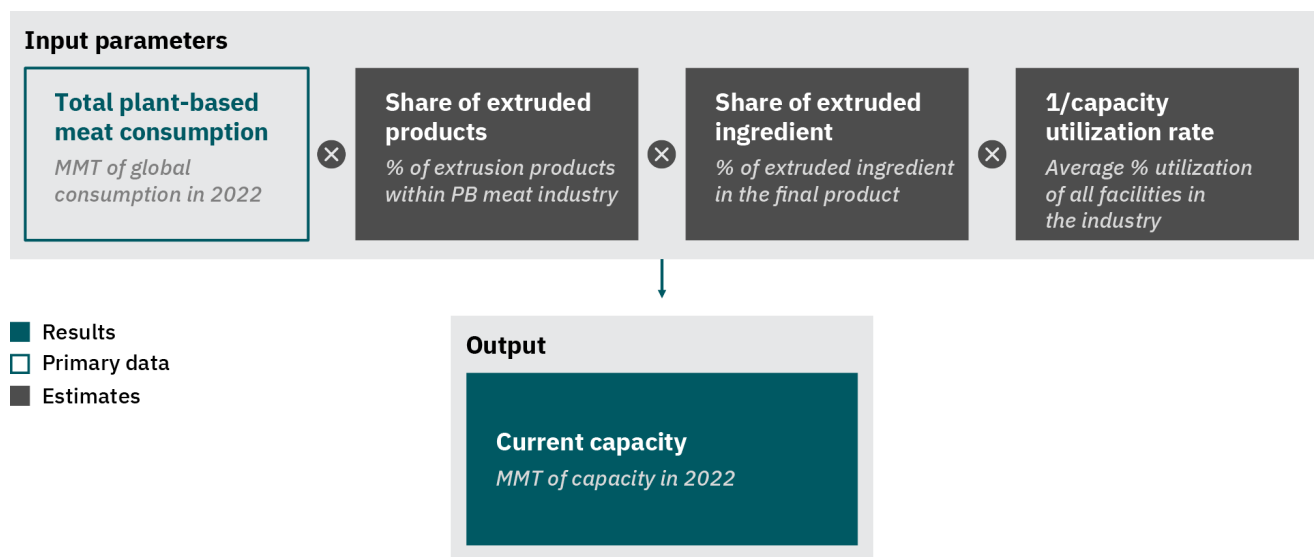 Input parameters
Total plant-based
meat consumption
MMT of global
consumption in 2022
Share of extruded
products
% of extrusion products
within PB meat industry
Share of extruded
ingredient
% of extruded ingredient
in the final product
1/capacity
utilization rate
Average % utilization
of all facilities in
the industry
Results
Primary data
Estimates
Output
Current capacity
MMT of capacity in 2022